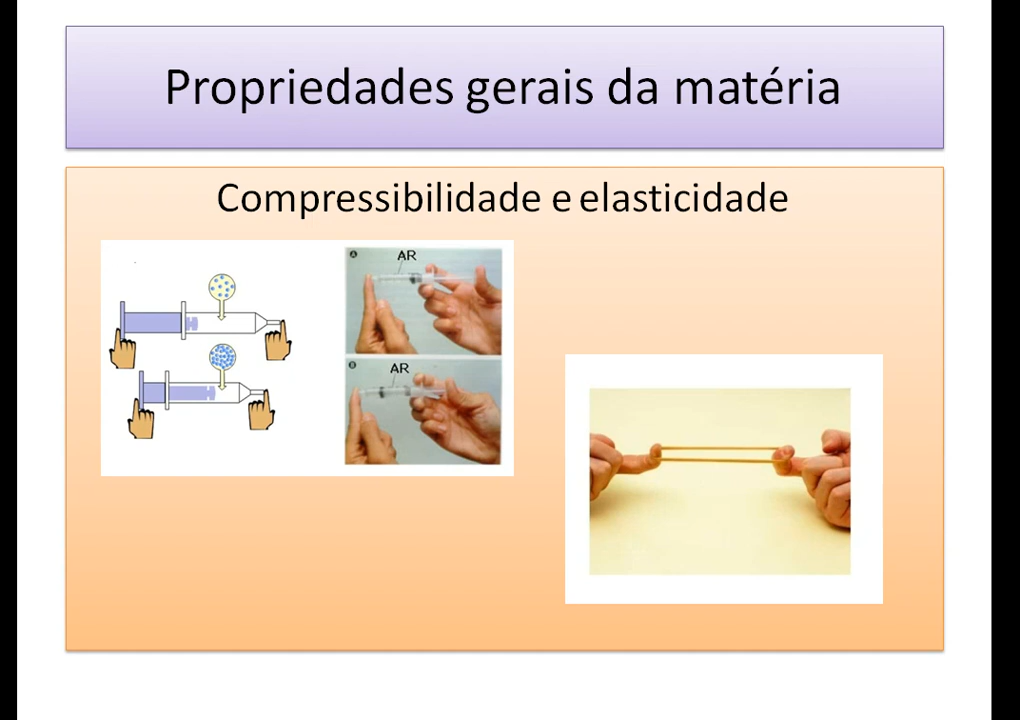 Propriedades gerais da matéria
Compressibilidade e elasticidade
A
AR
B
AR